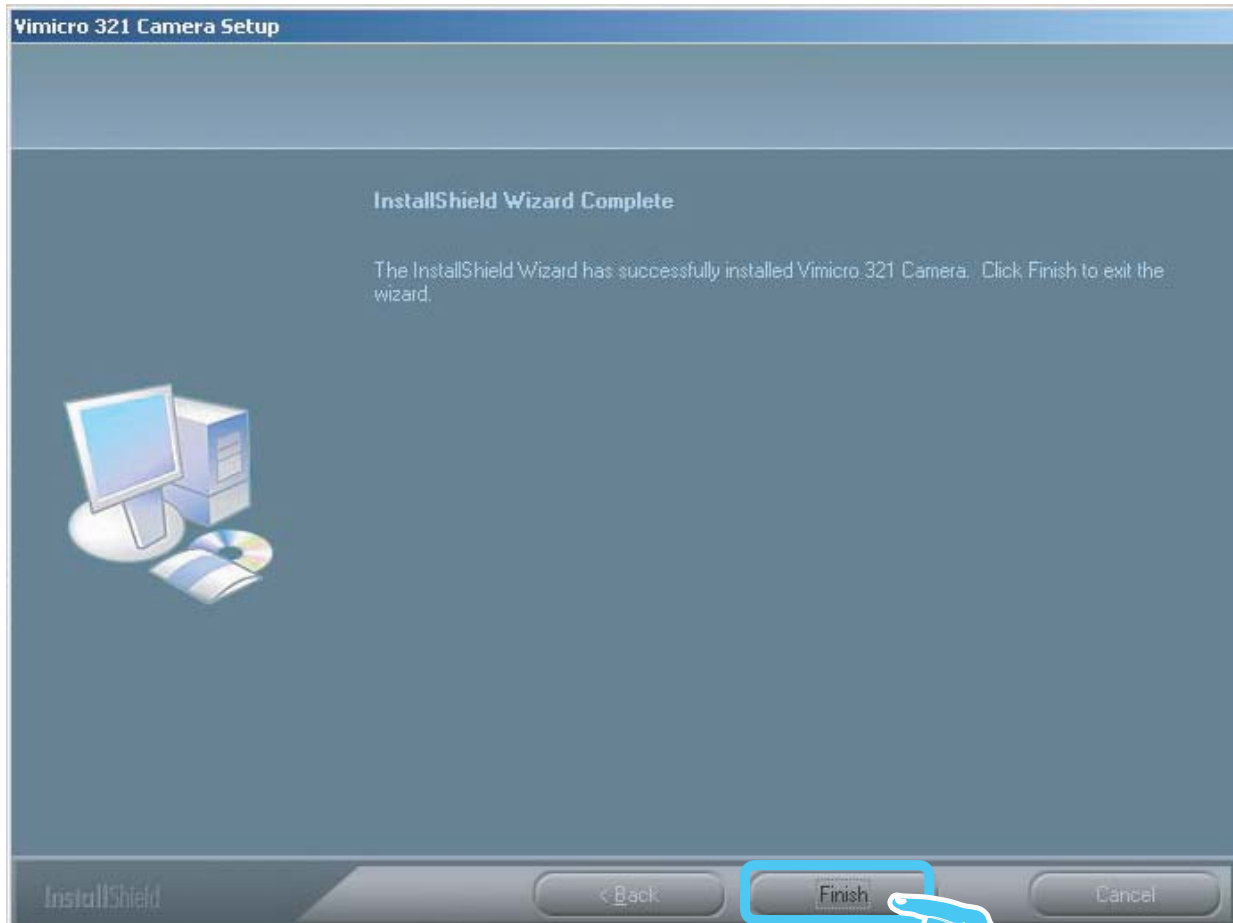 Vimicro 321 Camera Setup
InstallShield Wizard Complete
The InstallShield Wizard has successfully installed Vimicro 321 Camera. Click Finish to exit the
wizard.
InstallShield
< Back
Finish
Cancel